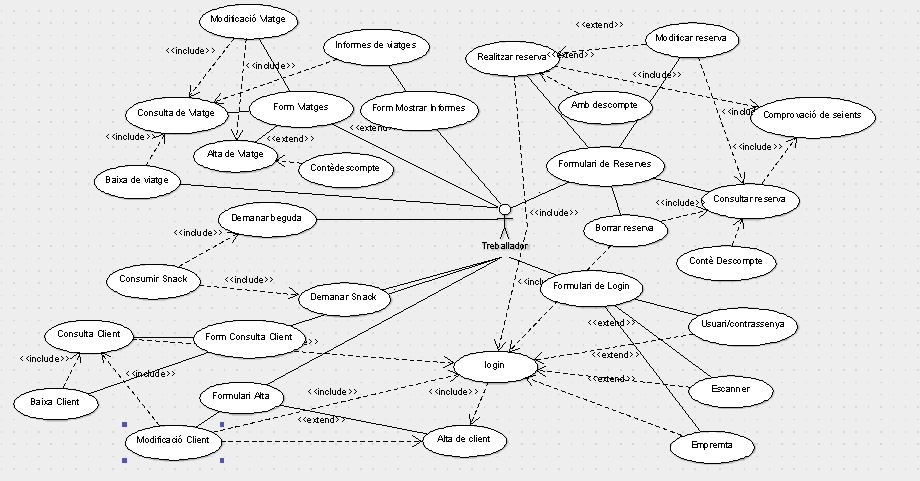 Modificació Viatge
<<extend>>
Modificar reserva
Informes de viatges
<<include>>
Realitzar reserva
<<extend>>
<<include>>
<<include>>
Amb descompte
Form Viatges
Form Mostrar Informes
Consulta de Viatge
Comprovació de seients
<<exte
<<include>>
<<extend>>
<<include>>
Alta de Viatge
Contèdescompte
Formulari de Reserves
Baixa de viatge
Consultar reserva
<<include>>
<<include>>
Demanar beguda
<<include>>
Borrar reserva
Treballador
Contè Descompte
Consumir Snack
<<include>>
Formulari de Login
Demanar Snack
<<extend>>
Usuari/contrassenya
Consulta Client
Form Consulta Client
<<include>>
<<extend>>
login
<<include>>
<<extend>>
Escanner
Baixa Client
Formulari Alta
<<include>>
<<include>>
<<extend>>
Modificació Client
Alta de client
Empremta